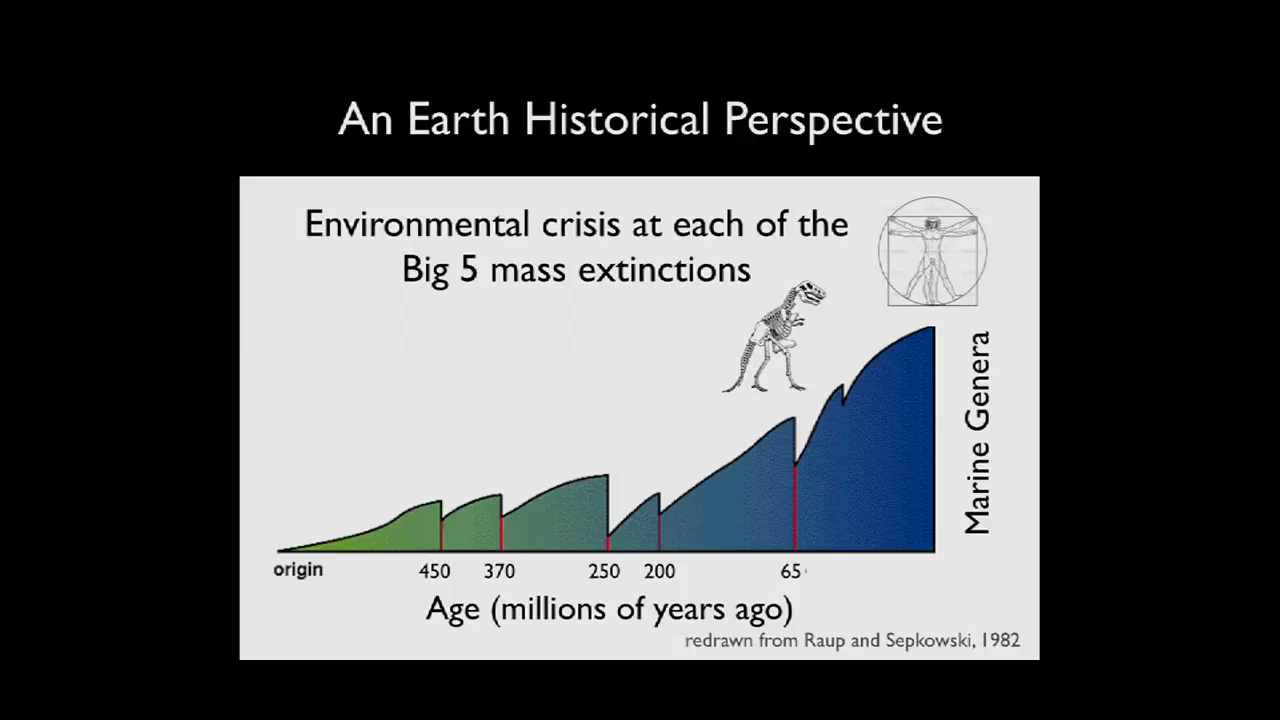 An Earth Historical Perspective
Environmental crisis at each of the
Big 5 mass extinctions
Marine Genera
origin
450
370
250
200
65
Age (millions of years ago)
redrawn from Raup and Sepkowski, 1982